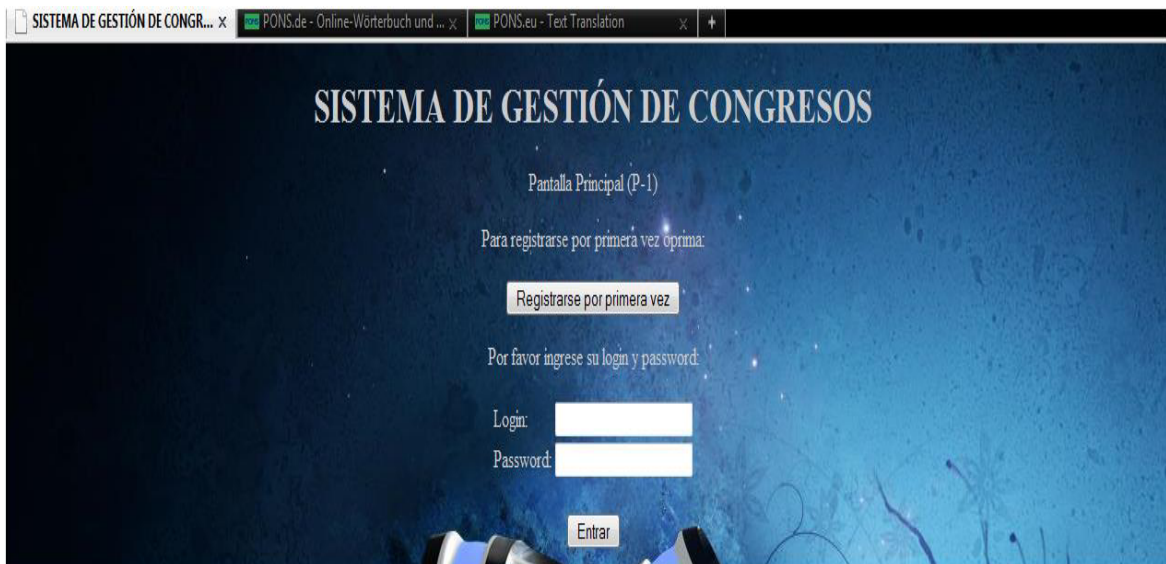 SISTEMA DE GESTIÓN DE CONGR... x PONS.de - Online-Wörterbuch und ... x PONS.eu - Text Translation x +
SISTEMA DE GESTIÓN DE CONGRESOS
Pantalla Principal (P-1)
Para registrarse por primera vez oprima:
Registrarse por primera vez
Por favor ingrese su login y password:
Login:
Password:
Entrar